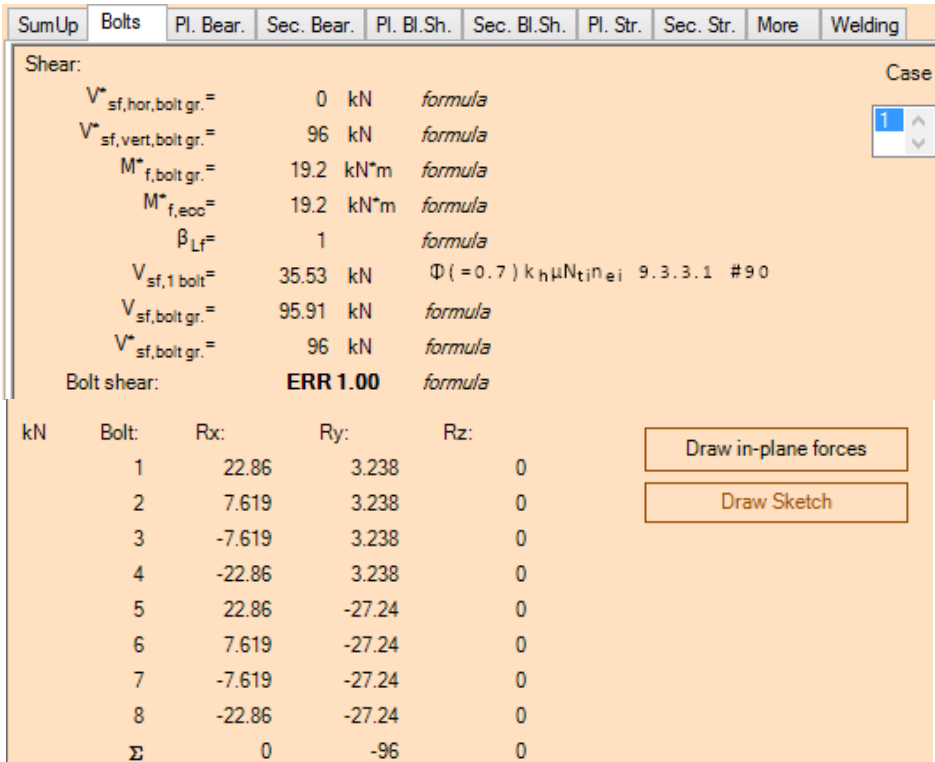 SumUp Bolts Pl. Bear. Sec. Bear. Pl. Bl.Sh. Sec. Bl.Sh. Pl. Str. Sec. Str. More Welding
Shear:
Case
V*sf,hor,bolt gr.= 0 kN formula
1
V*sf,vert,bolt gr.= 96 kN formula
M*f,bolt gr.= 19.2 kN*m formula
M*f,ecc= 19.2 kN*m formula
βLf= 1 formula
Vsf,1 bolt= 35.53 kN Φ(=0.7)khμNtinei 9.3.3.1 #90
Vsf,bolt gr.= 95.91 kN formula
V*sf,bolt gr.= 96 kN formula
Bolt shear: ERR 1.00 formula
kN Bolt: Rx: Ry: Rz:
Draw in-plane forces
1 22.86 3.238 0
2 7.619 3.238 0
Draw Sketch
3 -7.619 3.238 0
4 -22.86 3.238 0
5 22.86 -27.24 0
6 7.619 -27.24 0
7 -7.619 -27.24 0
8 -22.86 -27.24 0
Σ 0 -96 0